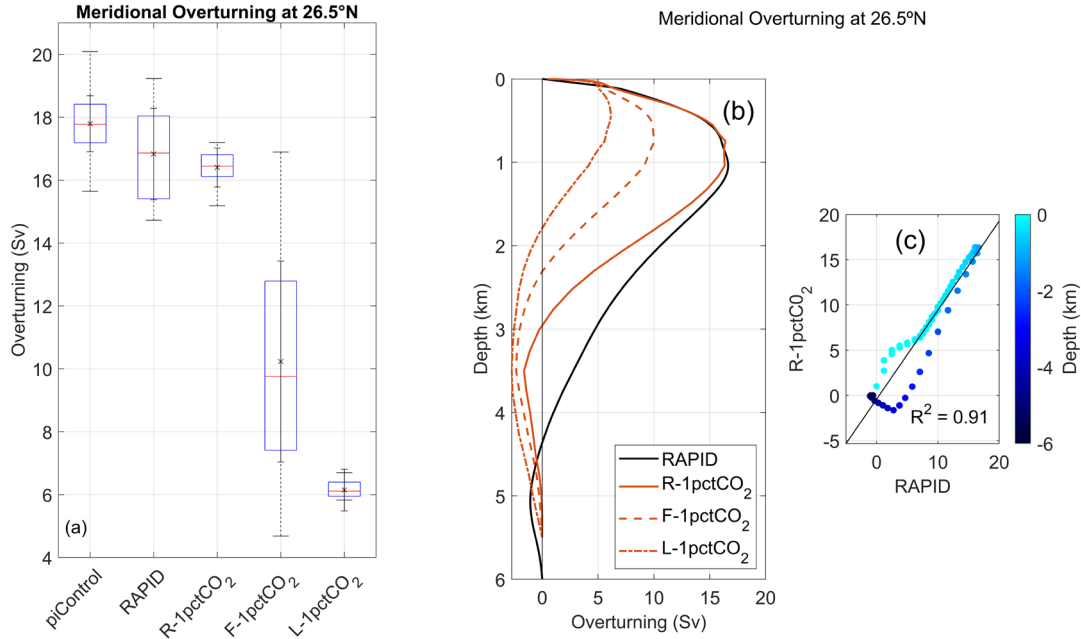 Meridional Overturning at 26.5°N
20
18
16
14
12
10
8
6
4
Overturning (Sv)
(a)
piControl
RAPID
R-1pctCO2
F-1pctCO2
L-1pctCO2
Meridional Overturning at 26.5ºN
0
1
2
3
4
5
6
Depth (km)
(b)
RAPID
R-1pctCO2
F-1pctCO2
L-1pctCO2
0
5
10
15
20
Overturning (Sv)
20
15
10
5
0
-5
R-1pctC02
(c)
R2 = 0.91
0
10
20
RAPID
0
-2
-4
-6
Depth (km)